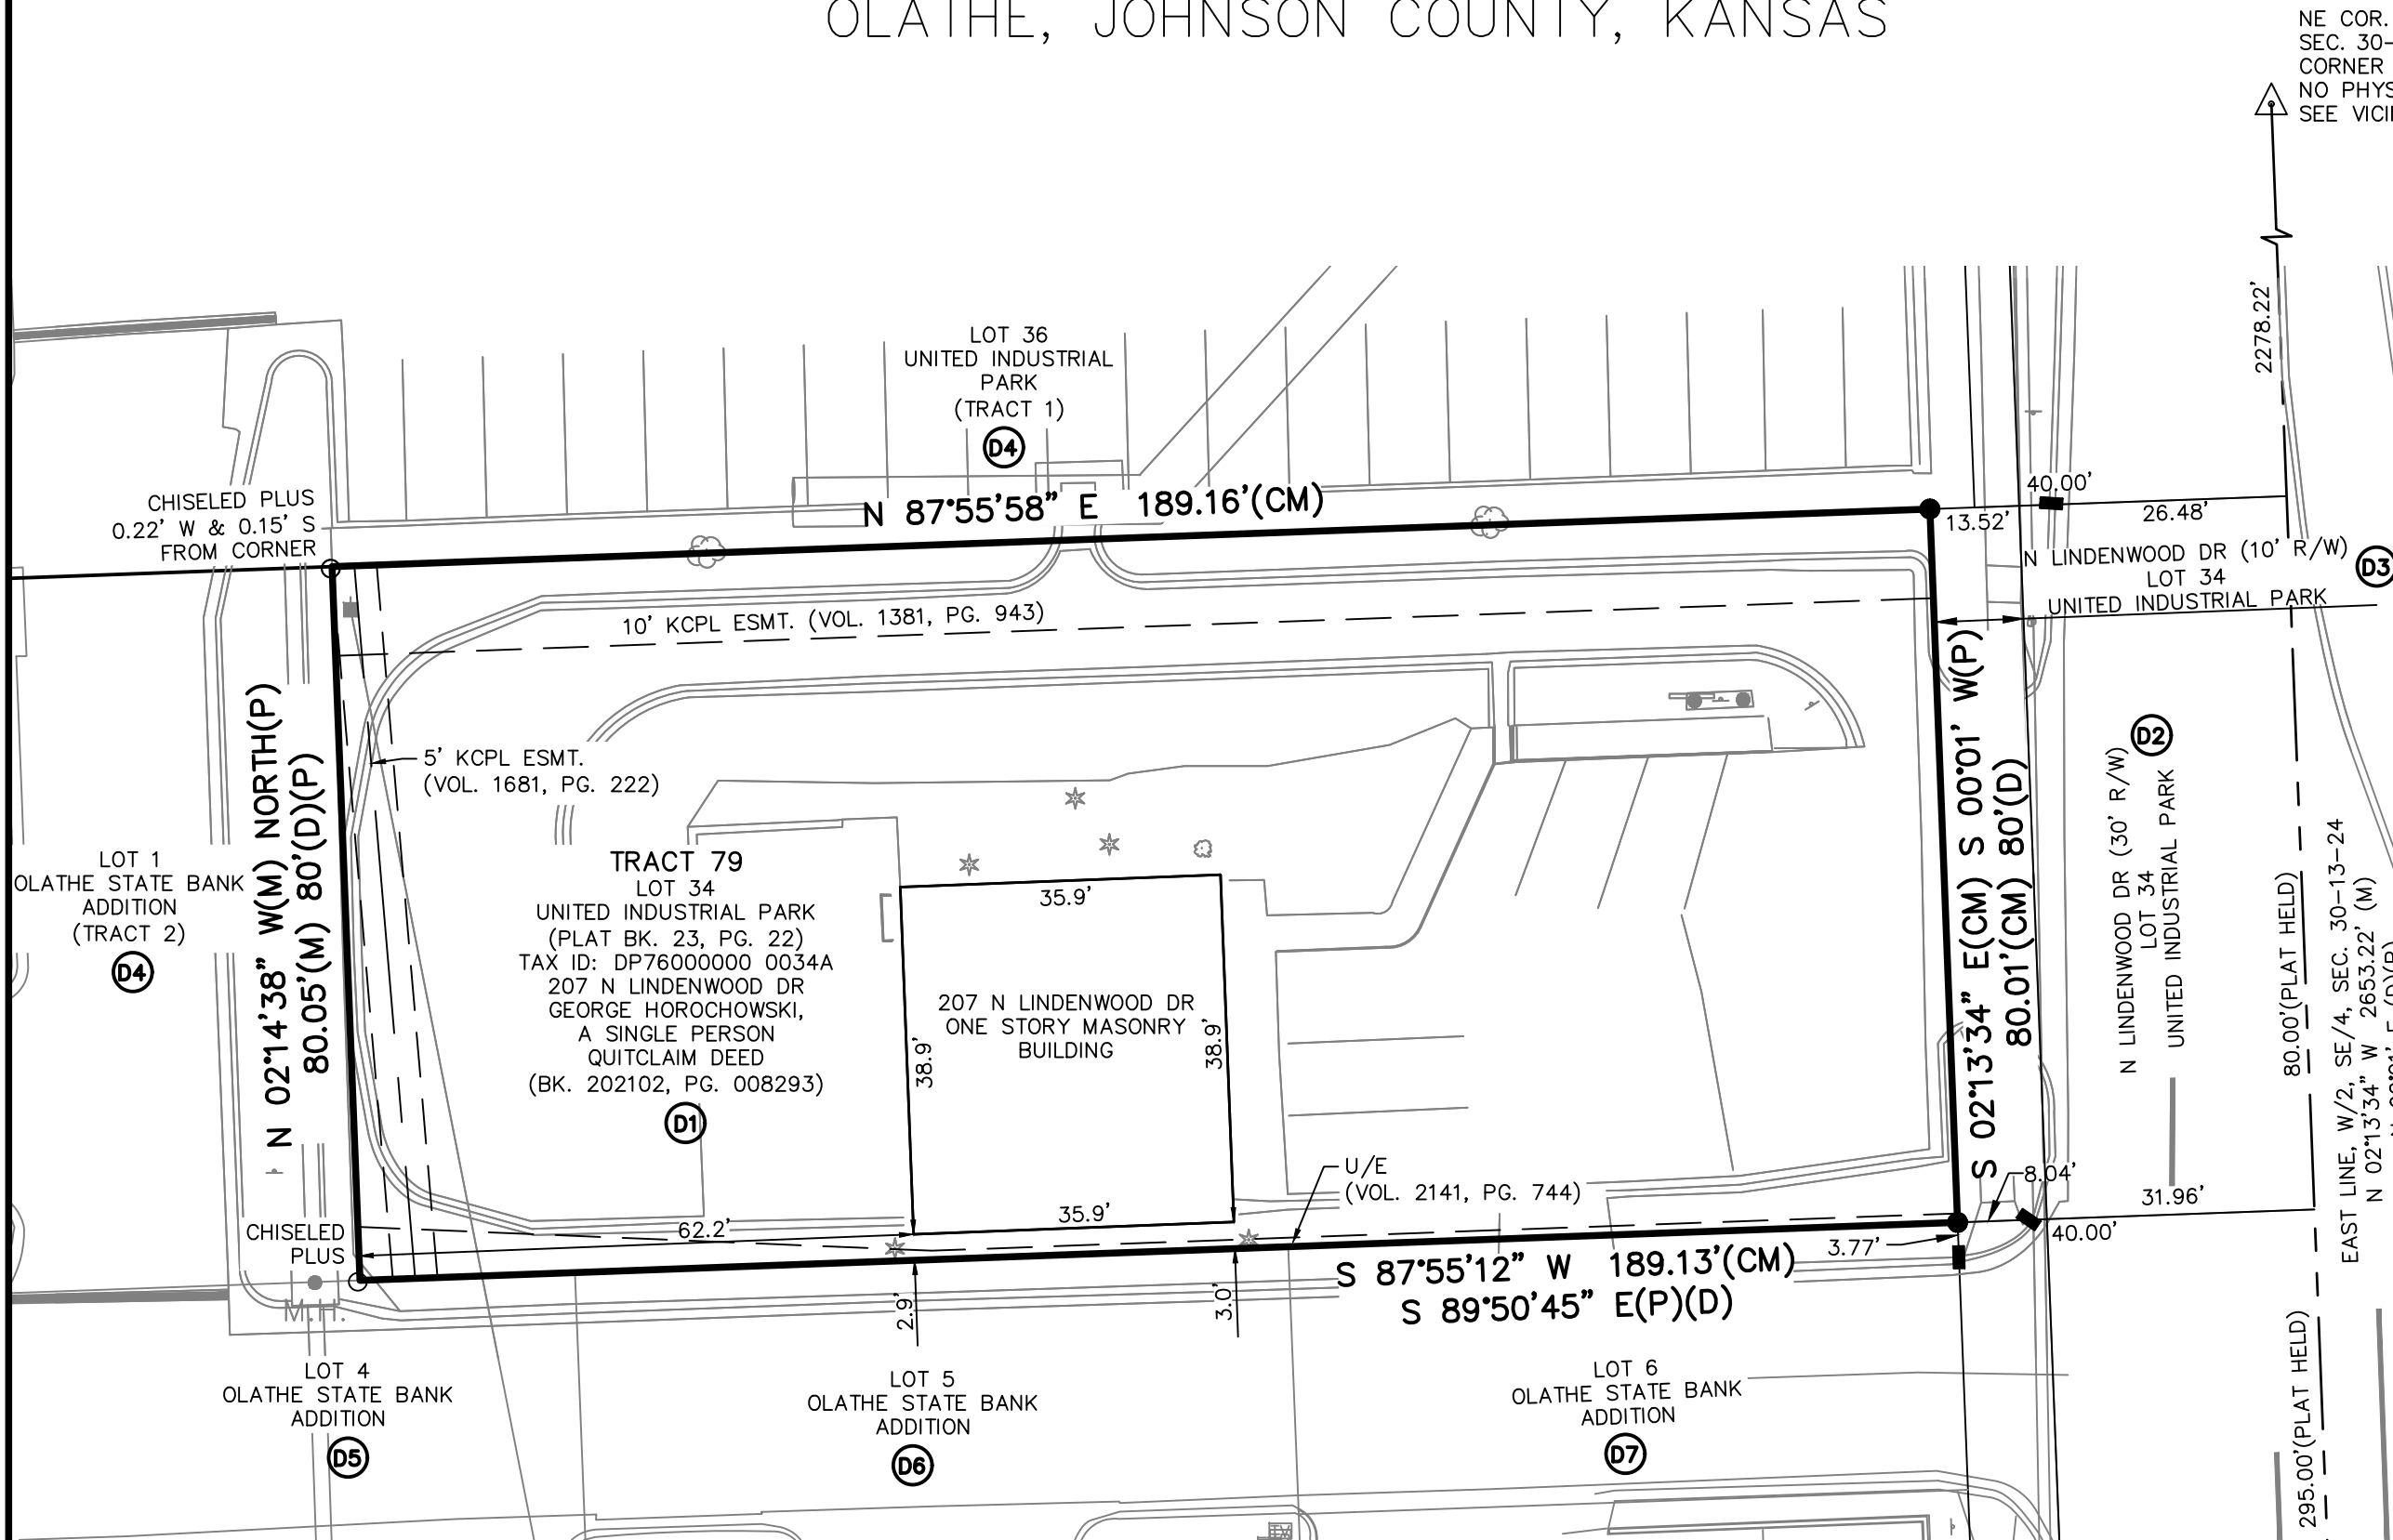 OLATHE, JOHNSON COUNTY, KANSAS
NE COR.
SEC. 30-
CORNER
NO PHYS
SEE VICI
2278.22'
LOT 36
UNITED INDUSTRIAL
PARK
(TRACT 1)
D4
CHISELED PLUS
0.22' W & 0.15' S
FROM CORNER
N 87°55'58" E 189.16'(CM)
40.00'
13.52'
26.48'
N LINDENWOOD DR (10' R/W)
LOT 34
UNITED INDUSTRIAL PARK
D3
10' KCPL ESMT. (VOL. 1381, PG. 943)
5' KCPL ESMT.
(VOL. 1681, PG. 222)
N 02°14'38" W(M) NORTH(P)
80.05'(M) 80'(D)(P)
LOT 1
OLATHE STATE BANK
ADDITION
(TRACT 2)
D4
TRACT 79
LOT 34
UNITED INDUSTRIAL PARK
(PLAT BK. 23, PG. 22)
TAX ID: DP76000000 0034A
207 N LINDENWOOD DR
GEORGE HOROCHOWSKI,
A SINGLE PERSON
QUITCLAIM DEED
(BK. 202102, PG. 008293)
D1
35.9'
38.9'
207 N LINDENWOOD DR
ONE STORY MASONRY
BUILDING
38.9'
35.9'
S 02°13'34" E(CM) S 00°01' W(P)
80.01'(CM) 80'(D)
D2
N LINDENWOOD DR (30' R/W)
LOT 34
UNITED INDUSTRIAL PARK
80.00'(PLAT HELD)
EAST LINE, W/2, SE/4, SEC. 30-13-24
N 02°13'34" W 2653.22' (M)
U/E
(VOL. 2141, PG. 744)
8.04'
31.96'
40.00'
3.77'
62.2'
CHISELED
PLUS
M.H.
2.9'
3.0'
S 87°55'12" W 189.13'(CM)
S 89°50'45" E(P)(D)
LOT 4
OLATHE STATE BANK
ADDITION
D5
LOT 5
OLATHE STATE BANK
ADDITION
D6
LOT 6
OLATHE STATE BANK
ADDITION
D7
295.00'(PLAT HELD)